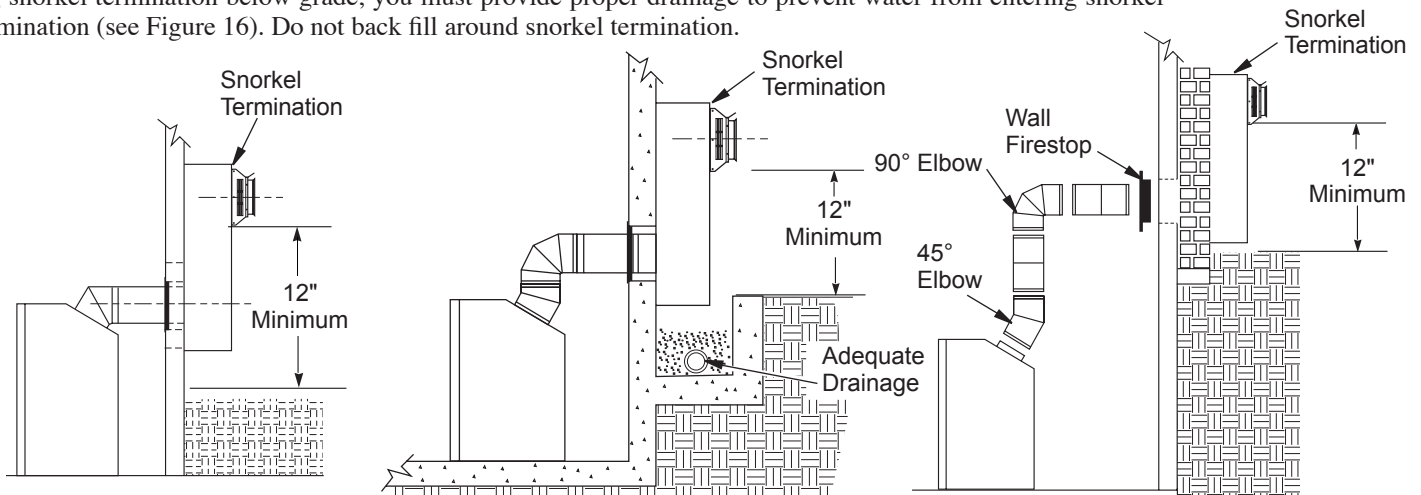 snorkel termination below grade, you must provide proper drainage to prevent water from entering snorkel
mination (see Figure 16). Do not back fill around snorkel termination.
Snorkel
Termination
12"
Minimum
Snorkel
Termination
12"
Minimum
Adequate
Drainage
90° Elbow
45°
Elbow
Wall
Firestop
Snorkel
Termination
12"
Minimum